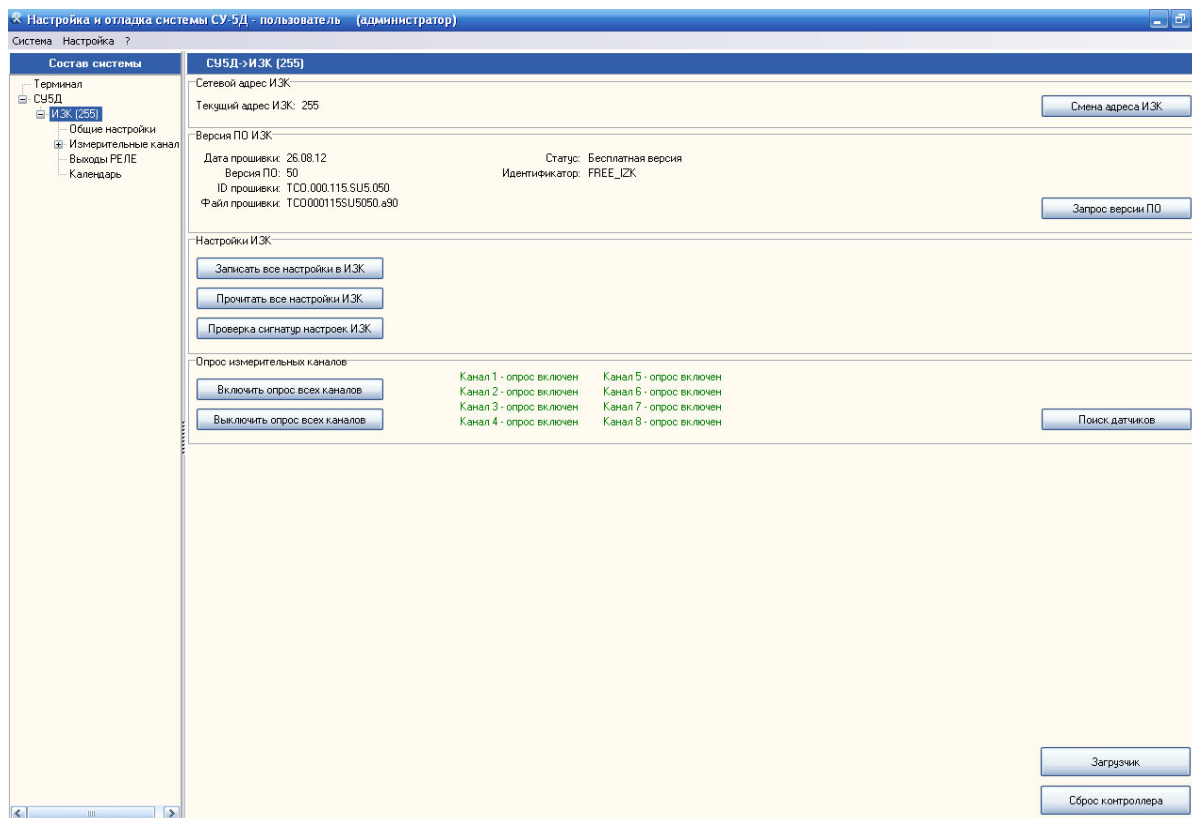 Настройка и отладка системы СУ-5Д - пользователь (администратор)
Система Настройка ?
Состав системы
СУ5Д->ИЗК (255)
Терминал
СУ5Д
ИЗК (255)
Общие настройки
Измерительные канал
Выходы РЕЛЕ
Календарь
Сетевой адрес ИЗК
Текущий адрес ИЗК: 255
Смена адреса ИЗК
Версия ПО ИЗК
Дата прошивки: 26.08.12
Статус: Бесплатная версия
Версия ПО: 50
Идентификатор: FREE_IZK
ID прошивки: ТСО.000.115.SU5.050
Файл прошивки: ТСО000115SU5050.a90
Запрос версии ПО
Настройки ИЗК
Записать все настройки в ИЗК
Прочитать все настройки ИЗК
Проверка сигнатур настроек ИЗК
Опрос измерительных каналов
Включить опрос всех каналов
Выключить опрос всех каналов
Канал 1 - опрос включен Канал 5 - опрос включен
Канал 2 - опрос включен Канал 6 - опрос включен
Канал 3 - опрос включен Канал 7 - опрос включен
Канал 4 - опрос включен Канал 8 - опрос включен
Поиск датчиков
Загрузчик
Сброс контроллера